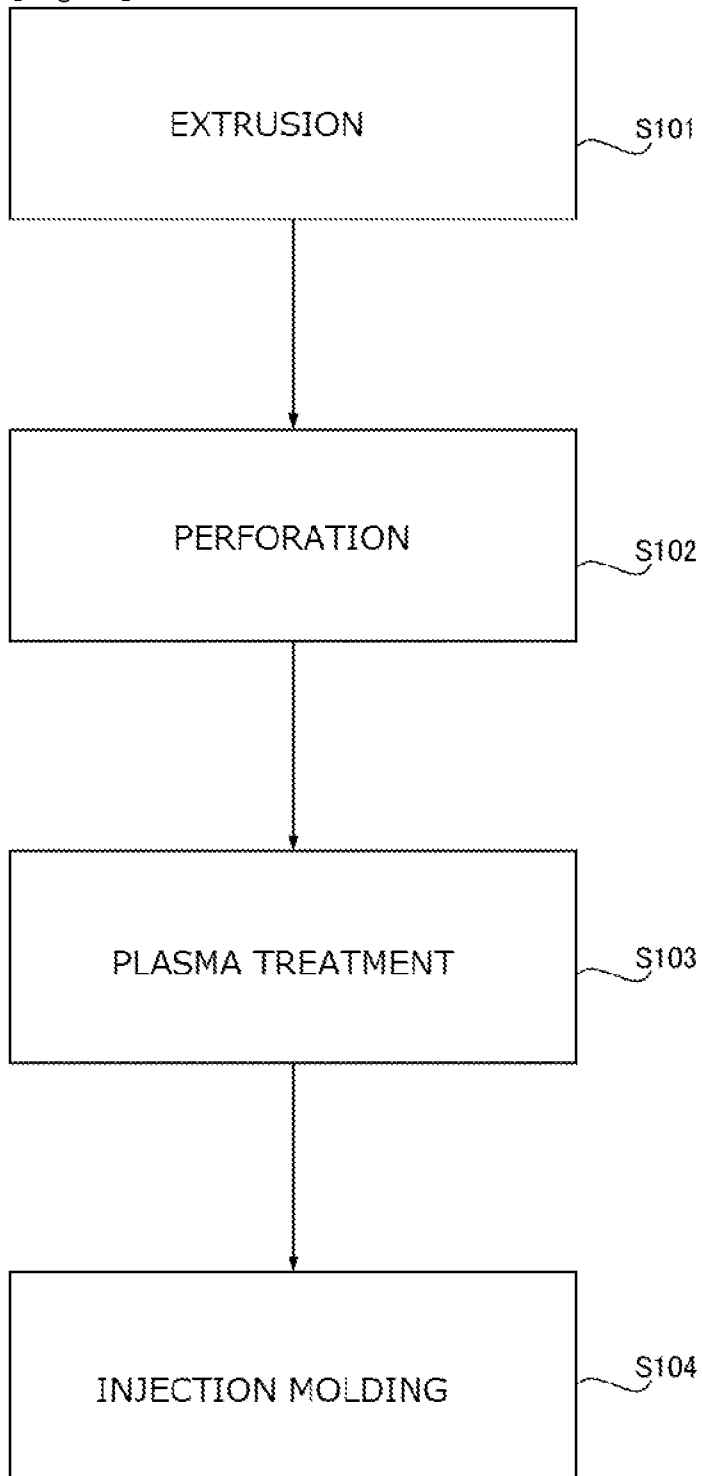 EXTRUSION
S101
PERFORATION
S102
PLASMA TREATMENT
S103
INJECTION MOLDING
S104